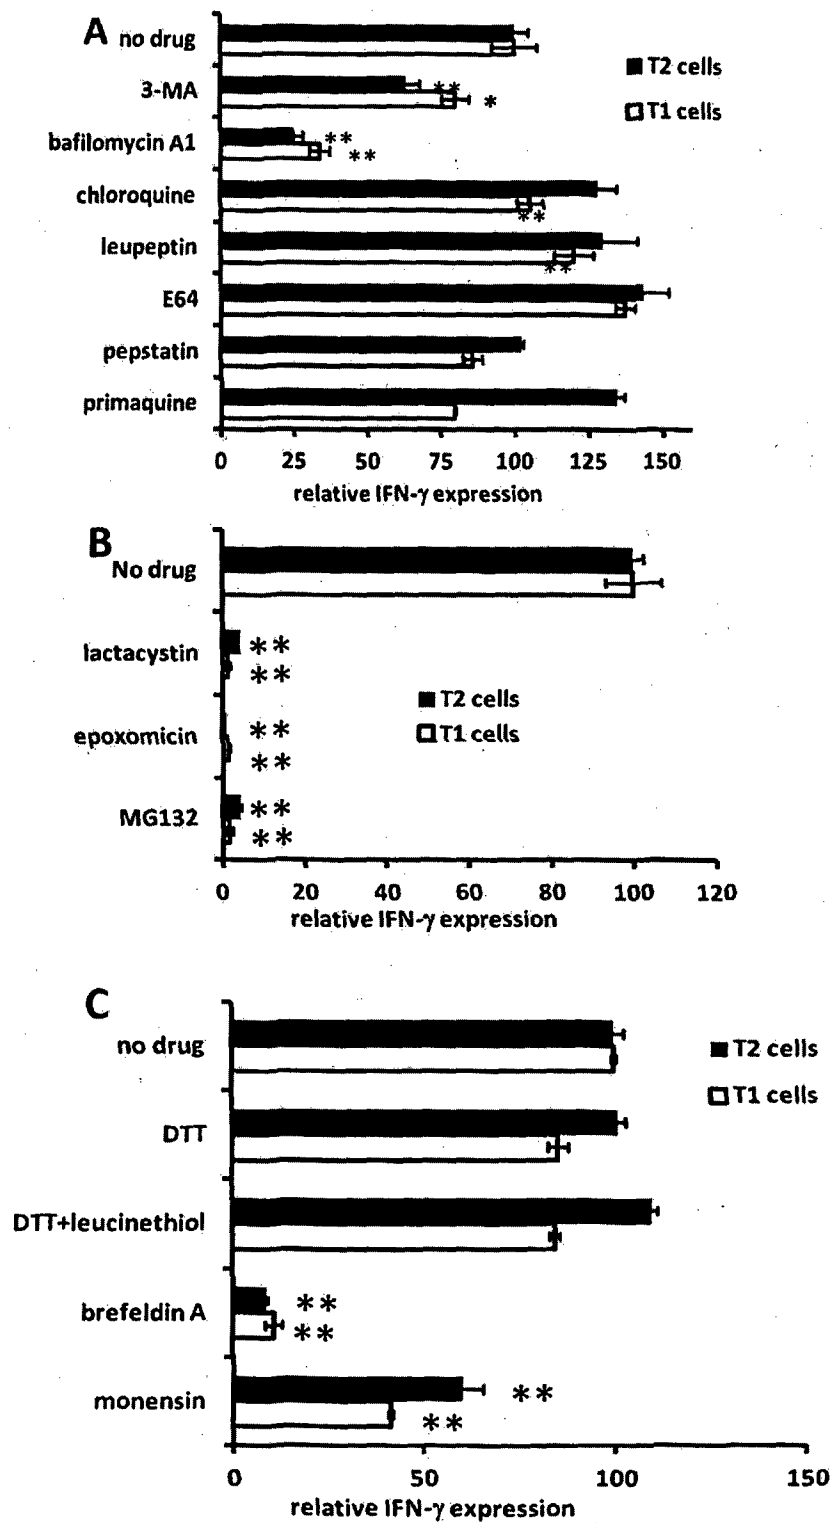 A
no drug
3-MA
bafilomycin A1
chloroquine
leupeptin
E64
pepstatin
primaquine
T2 cells
T1 cells
**
*
**
**
**
**
0 25 50 75 100 125 150
relative IFN-γ expression
B
No drug
lactacystin
epoxomicin
MG132
**
**
**
**
**
**
T2 cells
T1 cells
0 20 40 60 80 100 120
relative IFN-γ expression
C
no drug
DTT
DTT+leucinethiol
brefeldin A
monensin
T2 cells
T1 cells
**
**
**
**
0 50 100 150
relative IFN-γ expression